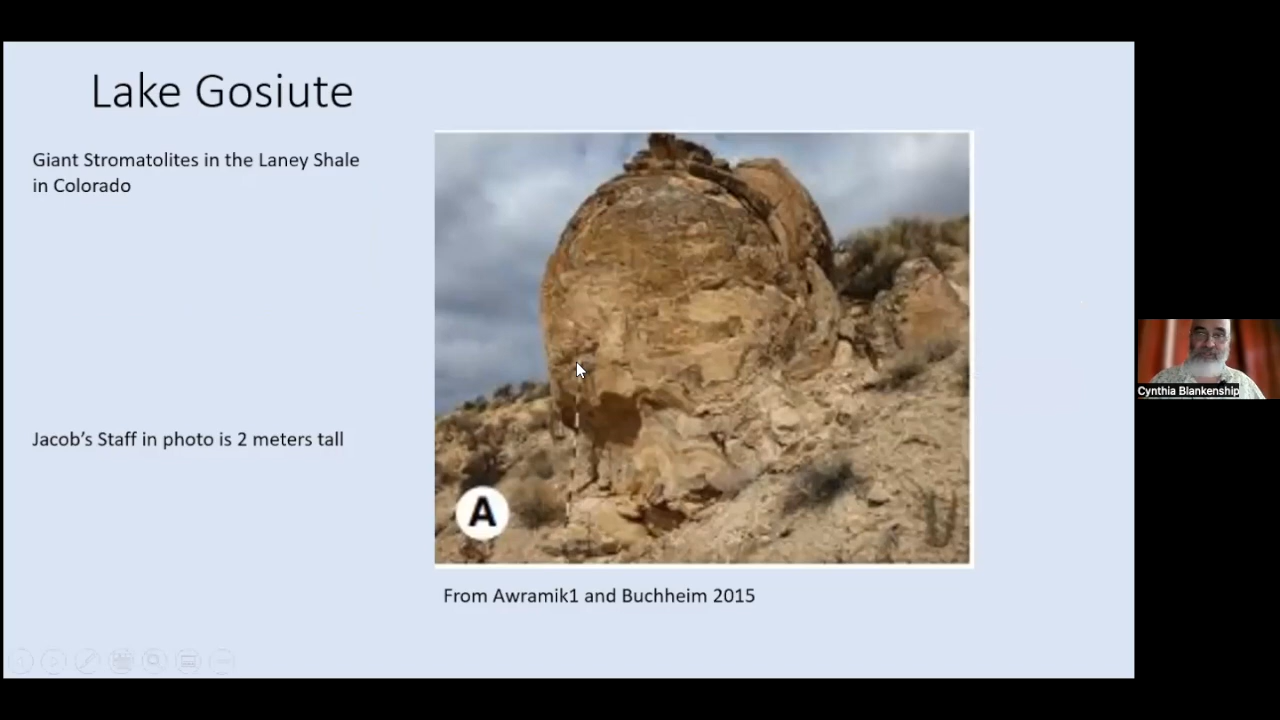 Lake Gosiute
Giant Stromatolites in the Laney Shale
in Colorado
Jacob’s Staff in photo is 2 meters tall
A
From Awramik1 and Buchheim 2015
Cynthia Blankenship